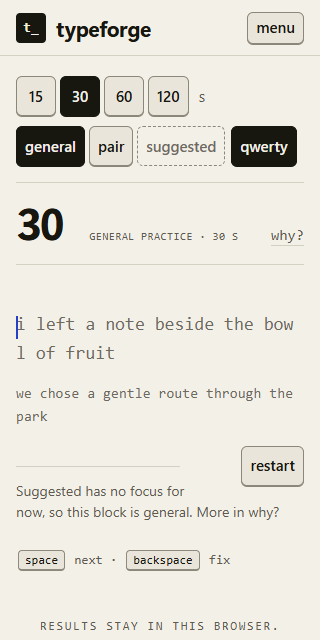 t_ typeforge menu
15 30 60 120 s
general pair suggested qwerty
30 GENERAL PRACTICE · 30 S why?
i left a note beside the bow
l of fruit
we chose a gentle route through the
park
restart
Suggested has no focus for
now, so this block is general. More in why?
space next · backspace fix
RESULTS STAY IN THIS BROWSER.